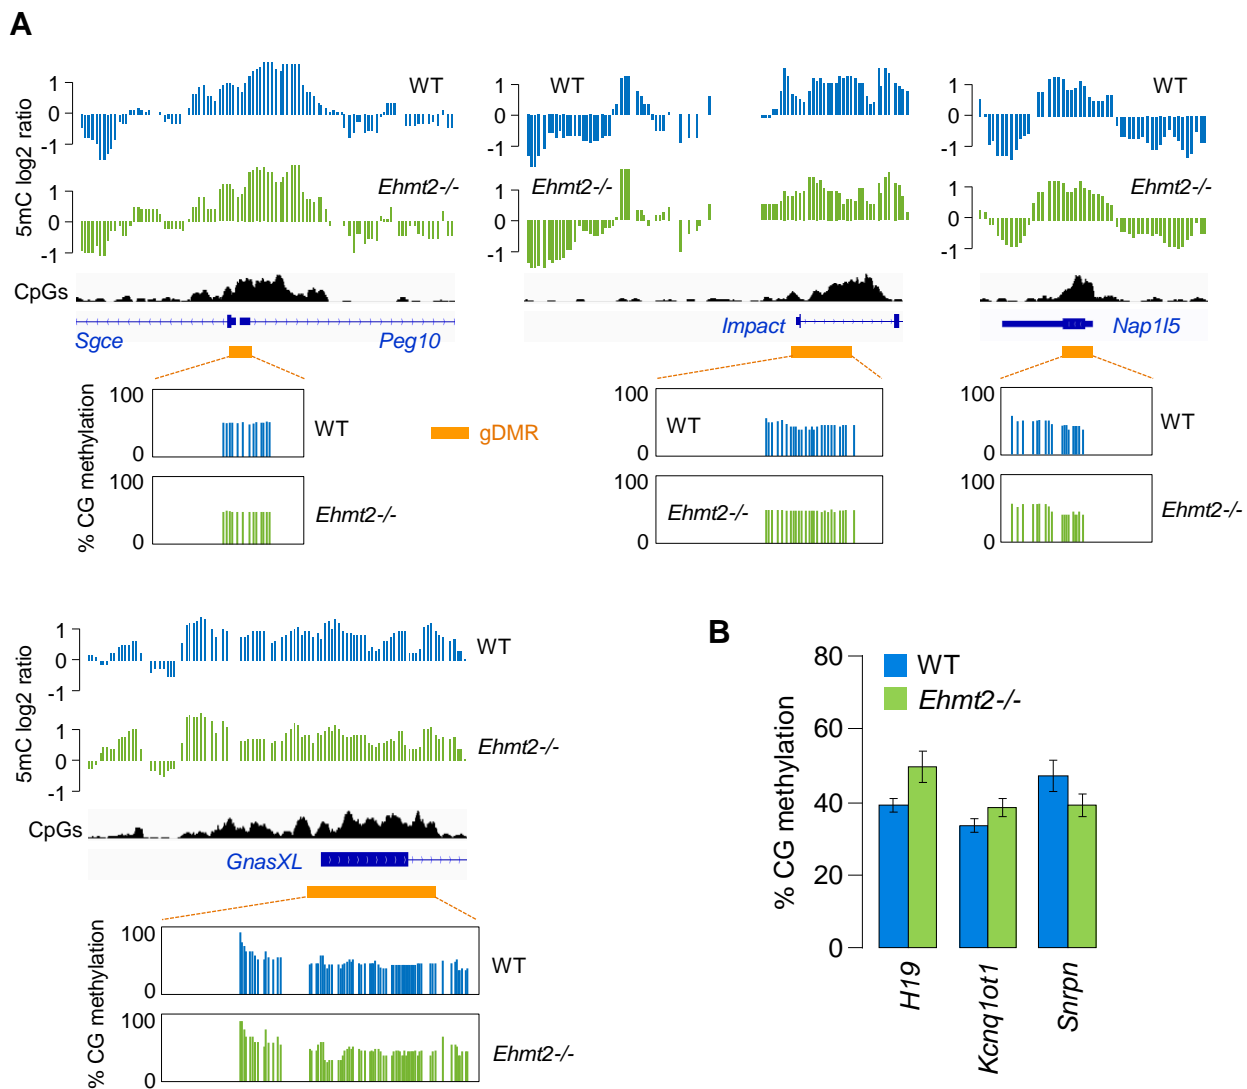 A
5mC log2 ratio
1
0
-1
WT
1
0
-1
Ehmt2-/-
CpGs
Sgce
Peg10
% CG methylation
100
0
WT
100
0
Ehmt2-/-
gDMR
1
0
-1
WT
1
0
-1
Ehmt2-/-
Impact
100
0
WT
100
0
Ehmt2-/-
1
0
-1
WT
1
0
-1
Ehmt2-/-
Nap1l5
100
0
WT
100
0
Ehmt2-/-
5mC log2 ratio
1
0
-1
WT
1
0
-1
Ehmt2-/-
CpGs
GnasXL
% CG methylation
100
0
WT
100
0
Ehmt2-/-
B
% CG methylation
80
60
40
20
0
WT
Ehmt2-/-
H19
Kcnq1ot1
Snrpn